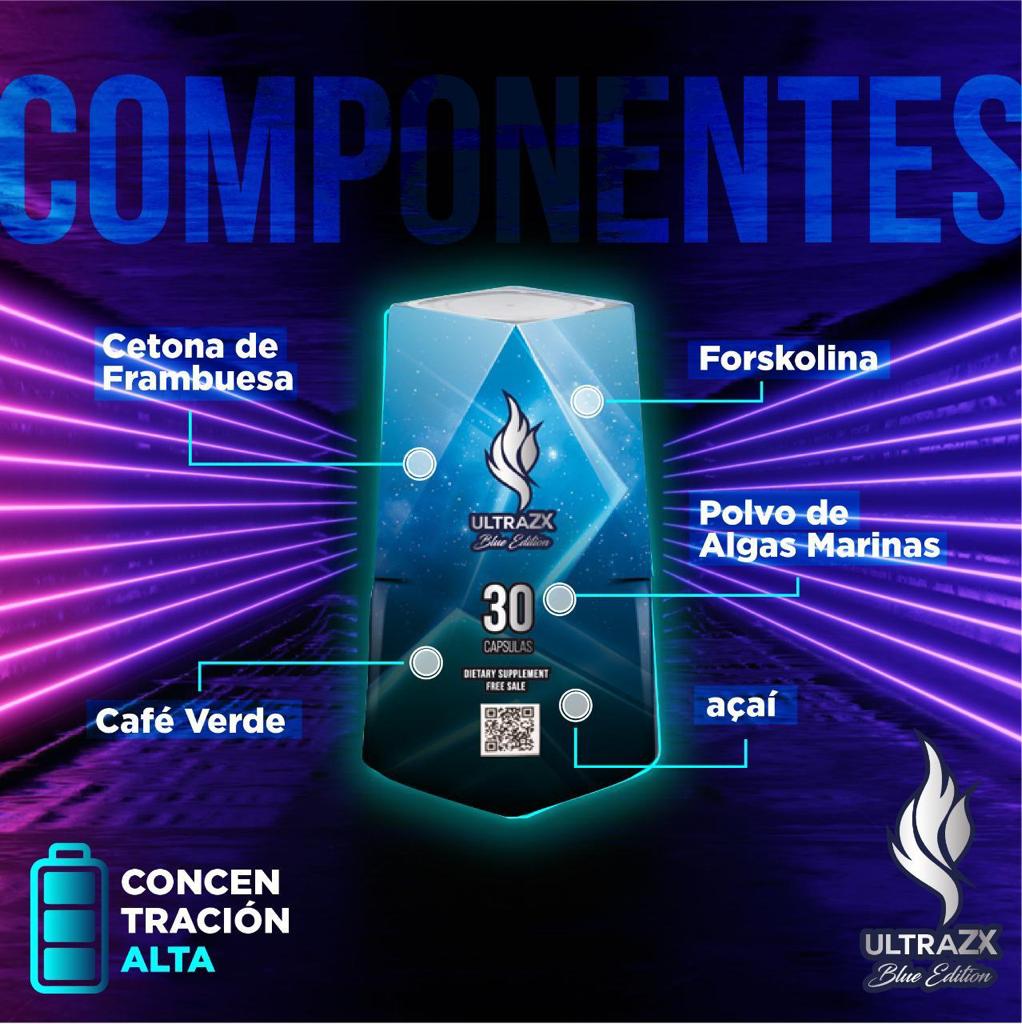 COMPONENTES
Cetona de
Frambuesa
Forskolina
ULTRAZX
Blue Edition
Polvo de
Algas Marinas
30
CAPSULAS
DIETARY SUPPLEMENT
FREE SALE
Café Verde
açaí
CONCEN
TRACIÓN
ALTA
ULTRAZX
Blue Edition